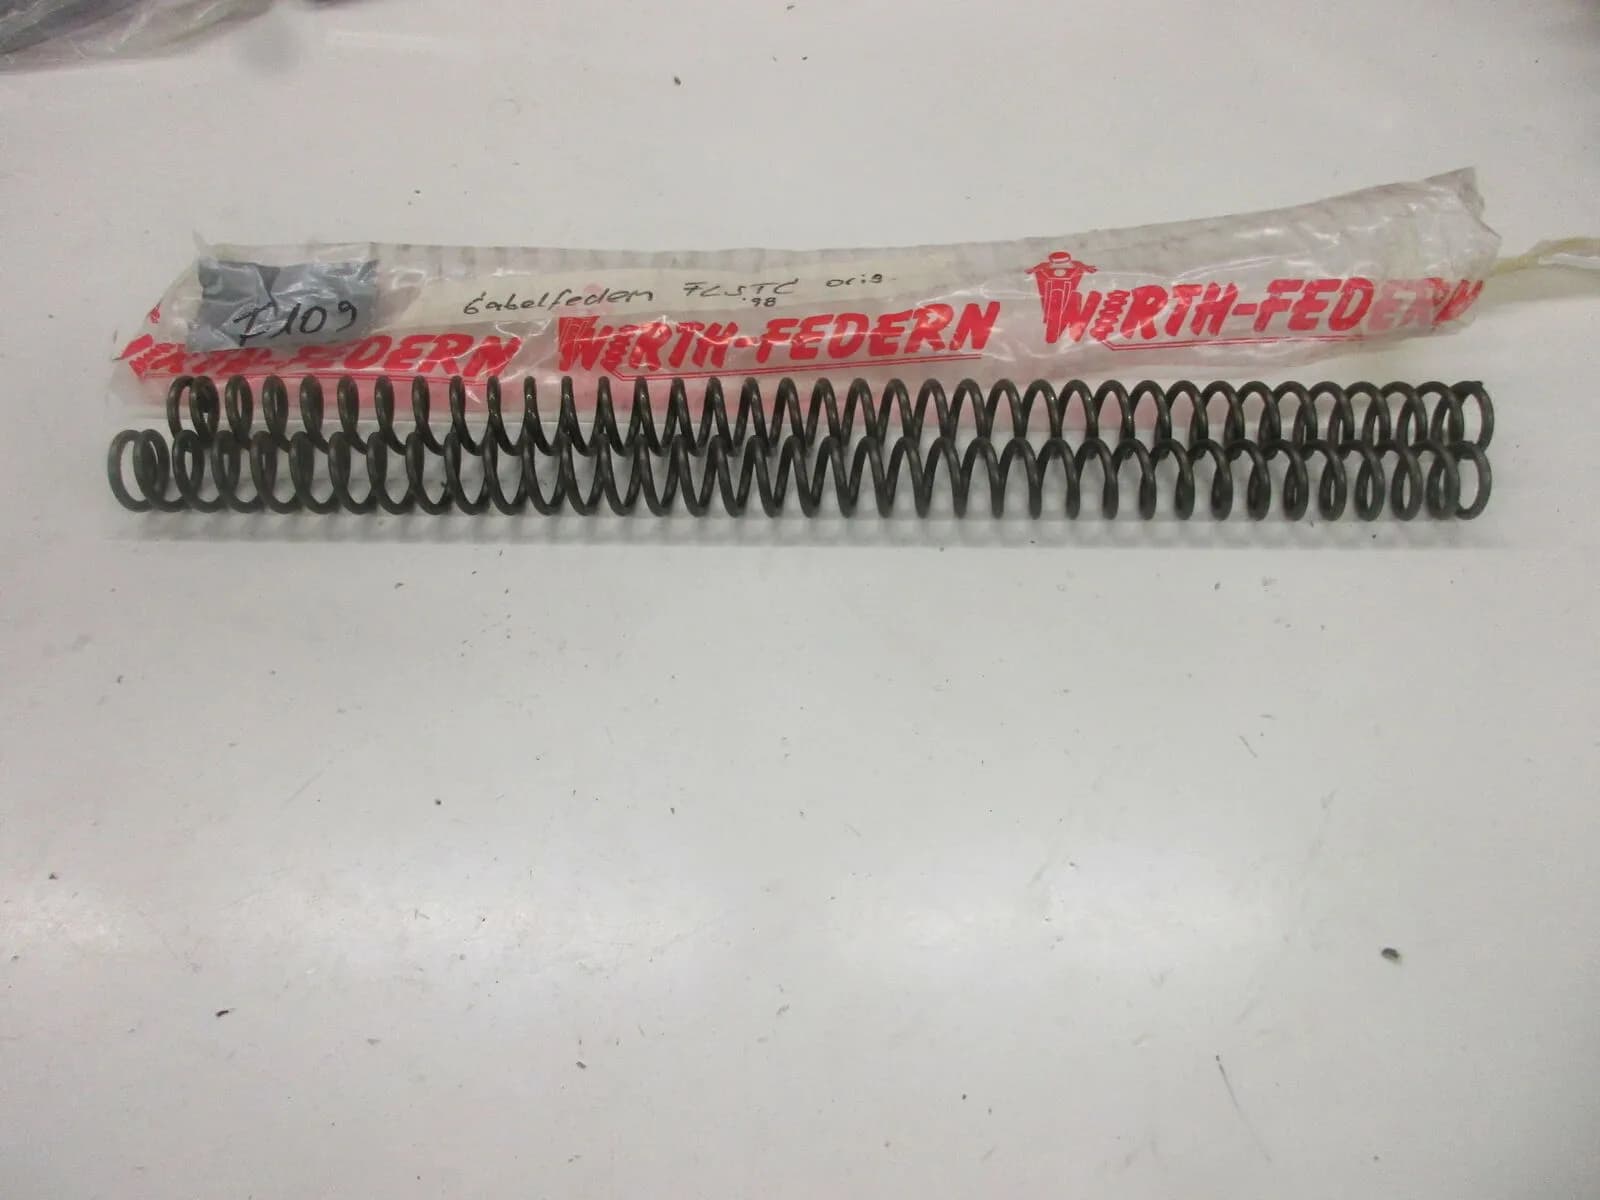 Gabelfedern FLSTC orig.
98
T109
WIRTH-FEDERN
WIRTH-FEDERN
WIRTH-FEDERN